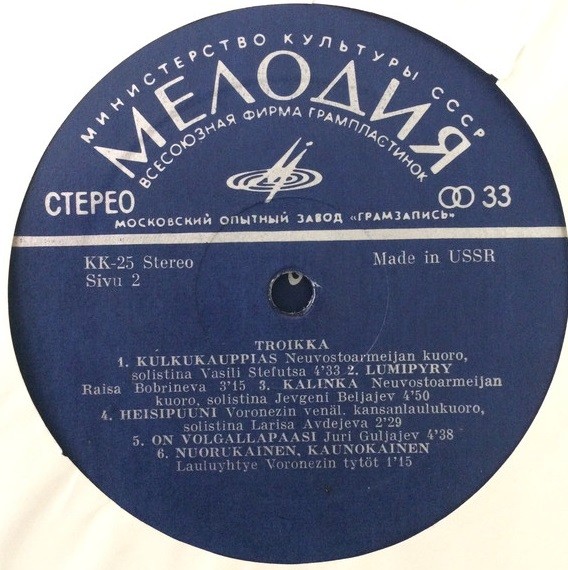 МИНИСТЕРСТВО КУЛЬТУРЫ СССР
МЕЛОДИЯ
ВСЕСОЮЗНАЯ ФИРМА ГРАМПЛАСТИНОК
СТЕРЕО
33
МОСКОВСКИЙ ОПЫТНЫЙ ЗАВОД «ГРАМЗАПИСЬ»
KK-25 Stereo
Made in USSR
Sivu 2
TROIKKA
1. KULKUKAUPPIAS Neuvostoarmeijan kuoro,
solistina Vasili Stefutsa 4'33 2. LUMIPYRY
Raisa Bobrineva 3'15 3. KALINKA Neuvostoarmeijan
kuoro, solistina Jevgeni Beljajev 4'50
4. HEISIPUUNI Voronezin venäl. kansanlaulukuoro,
solistina Larisa Avdejeva 2'29
5. ON VOLGALLAPAASI Juri Guljajev 4'38
6. NUORUKAINEN, KAUNOKAINEN
Lauluyhtye Voronezin tytöt 1'15